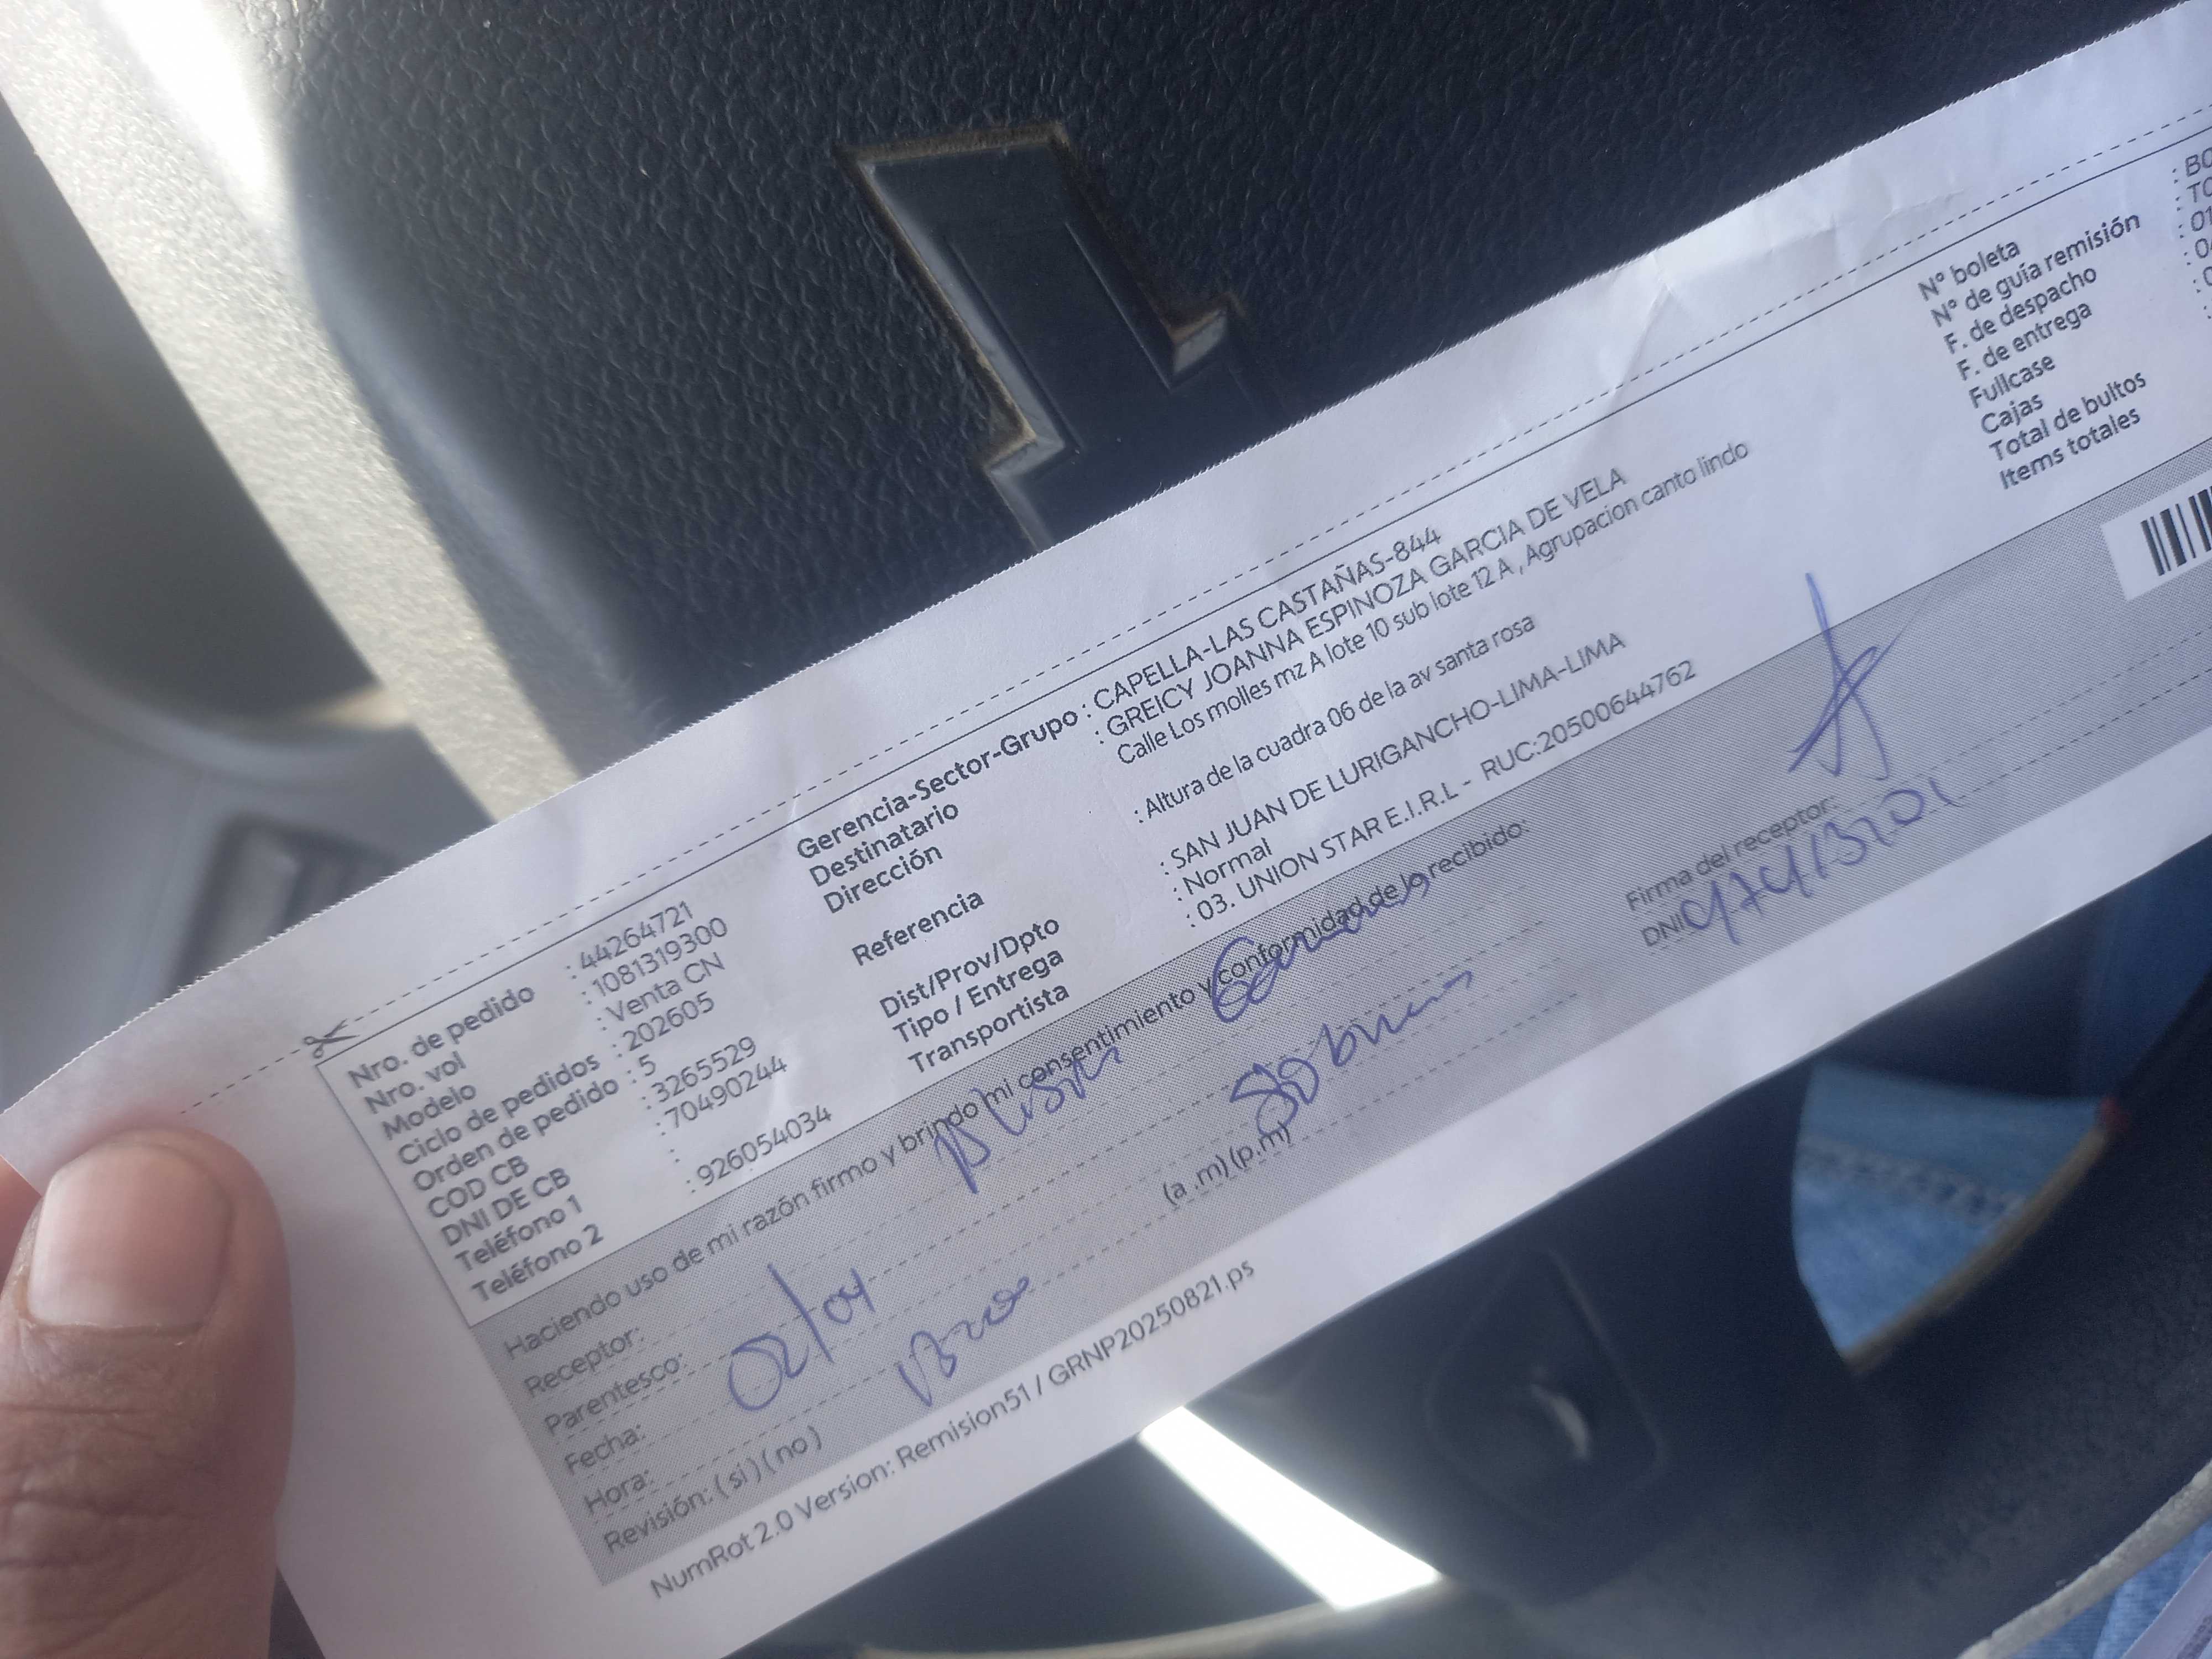 Nro. de pedido : 44264721
Nro. vol : 1081319300
Modelo : Venta CN
Ciclo de pedidos : 202605
Orden de pedido : 5
COD CB : 3265529
DNI DE CB : 70490244
Teléfono 1 :
Teléfono 2 : 926054034
Gerencia-Sector-Grupo : CAPELLA-LAS CASTAÑAS-844
Destinatario : GREICY JOANNA ESPINOZA GARCIA DE VELA
Dirección Calle Los molles mz A lote 10 sub lote 12 A , Agrupacion canto lindo
Referencia : Altura de la cuadra 06 de la av santa rosa
Dist/Prov/Dpto : SAN JUAN DE LURIGANCHO-LIMA-LIMA
Tipo / Entrega : Normal
Transportista : 03. UNION STAR E.I.R.L - RUC:20500644762
N° boleta : BO
N° de guía remisión : TO
F. de despacho : 01
F. de entrega : 0
Fullcase
Cajas
Total de bultos
Items totales
Haciendo uso de mi razón firmo y brindo mi consentimiento y conformidad de lo recibido:
Receptor:
Parentesco:
Fecha: 02/04
Hora: (a .m) (p.m)
Revisión: ( si ) ( no )
Firma del receptor:
DNI
NumRot 2.0 Version: Remision51 / GRNP20250821.ps